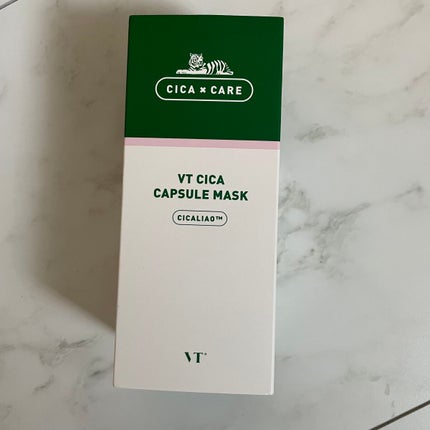 CICA × CARE
VT CICA
CAPSULE MASK
CICALIAO™
VT®